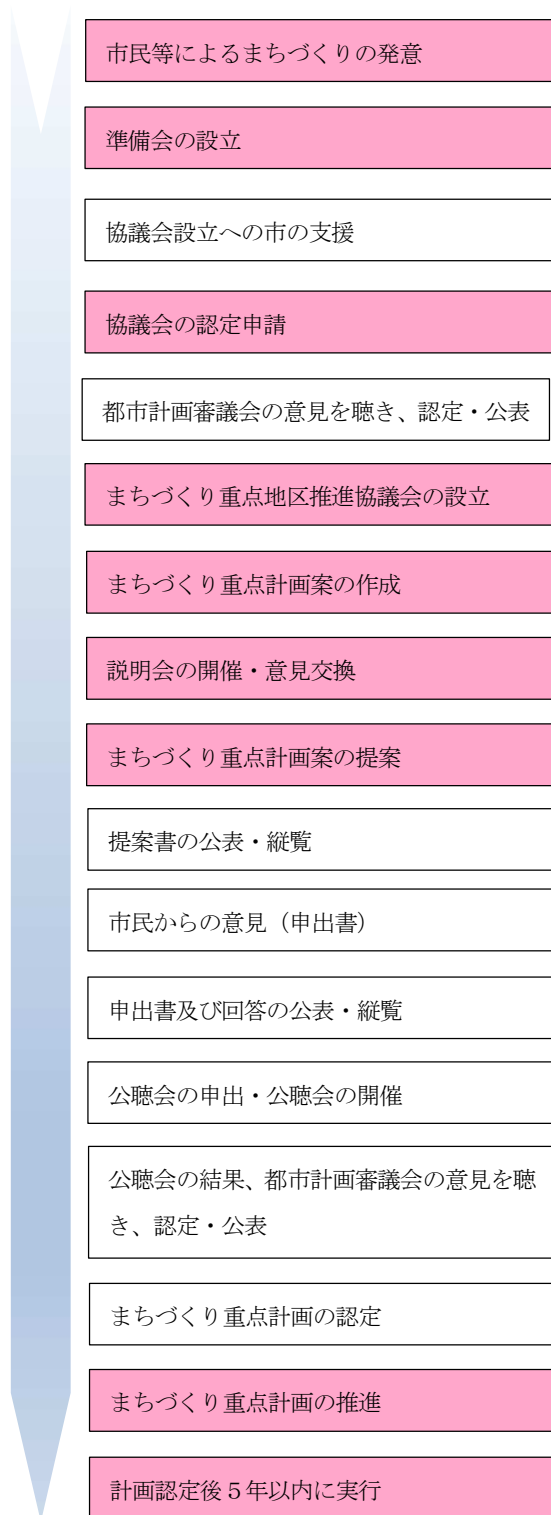 市民等によるまちづくりの発意
準備会の設立
協議会設立への市の支援
協議会の認定申請
都市計画審議会の意見を聴き、認定・公表
まちづくり重点地区推進協議会の設立
まちづくり重点計画案の作成
説明会の開催・意見交換
まちづくり重点計画案の提案
提案書の公表・縦覧
市民からの意見（申出書）
申出書及び回答の公表・縦覧
公聴会の申出・公聴会の開催
公聴会の結果、都市計画審議会の意見を聴
き、認定・公表
まちづくり重点計画の認定
まちづくり重点計画の推進
計画認定後５年以内に実行